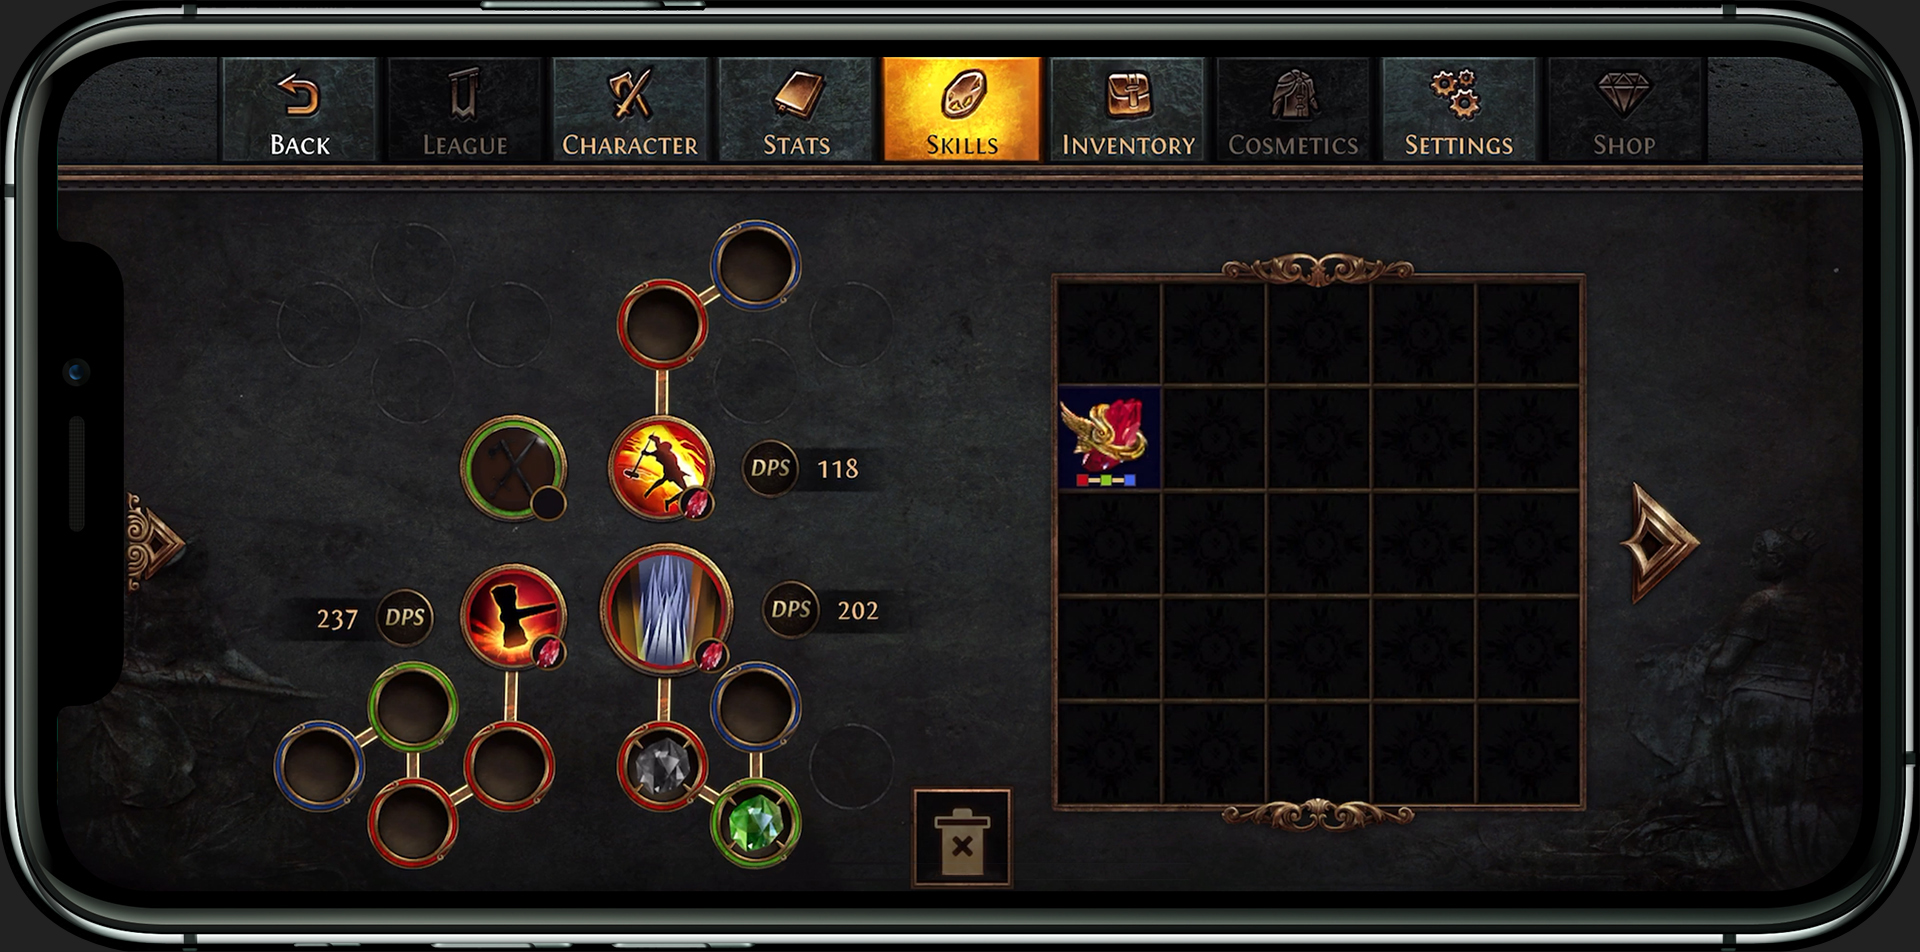 BACK
LEAGUE
CHARACTER
STATS
SKILLS
INVENTORY
COSMETICS
SETTINGS
SHOP
DPS 118
237 DPS
DPS 202